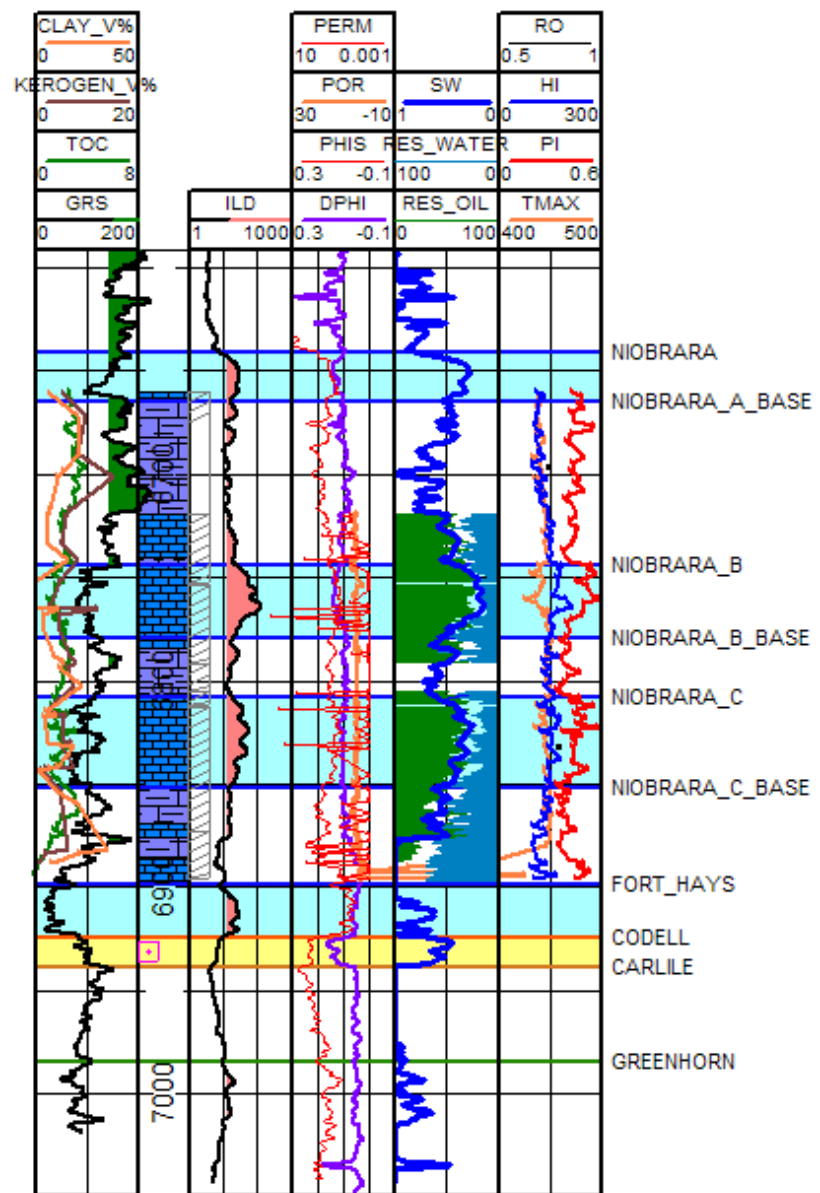 CLAY_V% PERM RO
0 50 10 0.001 0.5 1
KEROGEN_V% POR SW HI
0 20 30 -10 1 0 0 300
TOC PHIS RES_WATER PI
0 8 0.3 -0.1 100 0 0 0.6
GRS ILD DPHI RES_OIL TMAX
0 200 1 1000 0.3 -0.1 0 100 400 500
NIOBRARA
NIOBRARA_A_BASE
6700
NIOBRARA_B
NIOBRARA_B_BASE
6800
NIOBRARA_C
NIOBRARA_C_BASE
FORT_HAYS
CODELL
CARLILE
GREENHORN
7000